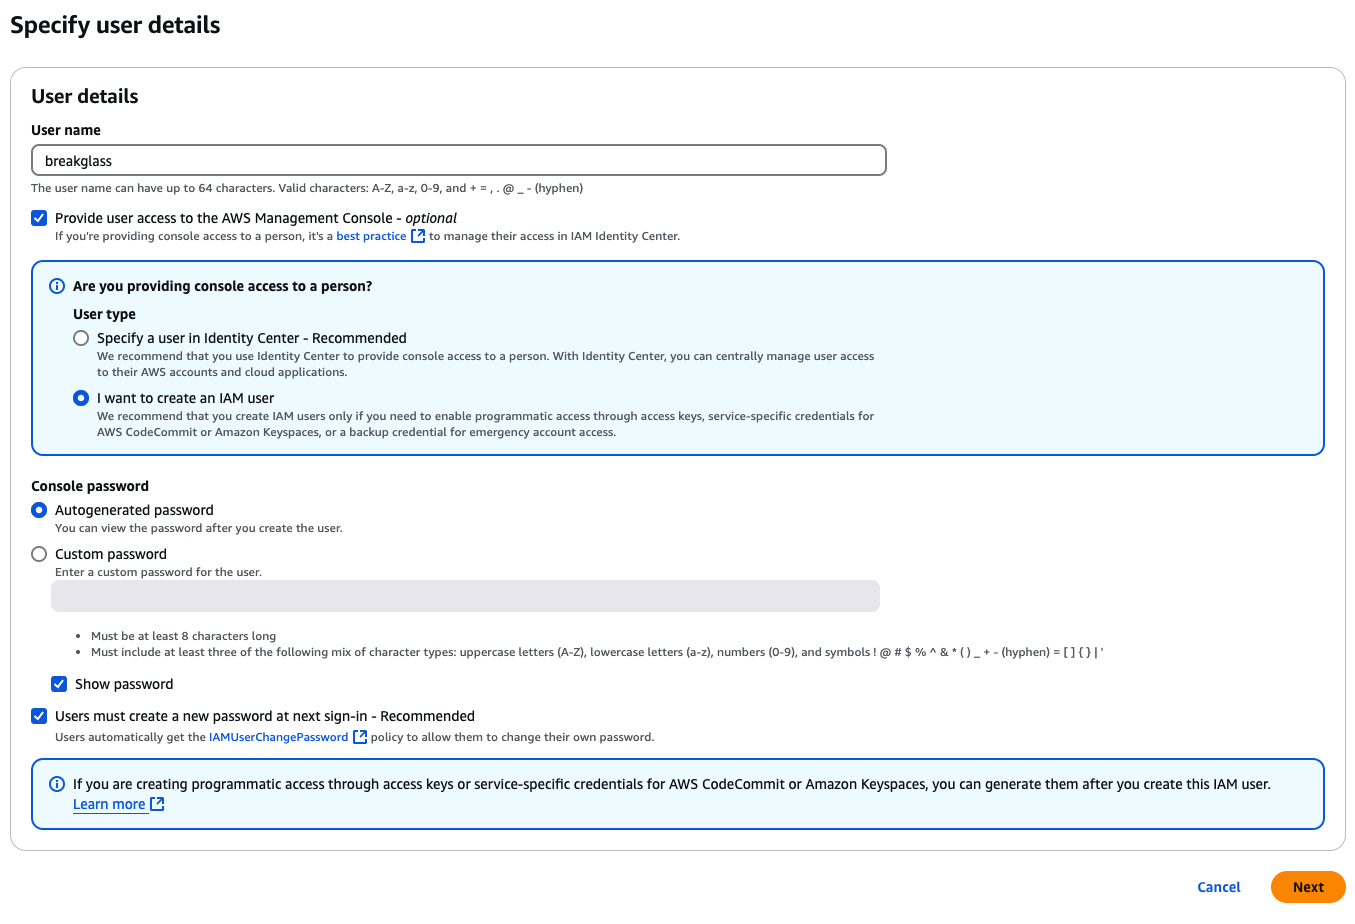 Specify user details
User details
User name
breakglass
The user name can have up to 64 characters. Valid characters: A-Z, a-z, 0-9, and + = , . @ _ - (hyphen)
Provide user access to the AWS Management Console - optional
If you're providing console access to a person, it's a best practice to manage their access in IAM Identity Center.
Are you providing console access to a person?
User type
Specify a user in Identity Center - Recommended
We recommend that you use Identity Center to provide console access to a person. With Identity Center, you can centrally manage user access
to their AWS accounts and cloud applications.
I want to create an IAM user
We recommend that you create IAM users only if you need to enable programmatic access through access keys, service-specific credentials for
AWS CodeCommit or Amazon Keyspaces, or a backup credential for emergency account access.
Console password
Autogenerated password
You can view the password after you create the user.
Custom password
Enter a custom password for the user.
• Must be at least 8 characters long
• Must include at least three of the following mix of character types: uppercase letters (A-Z), lowercase letters (a-z), numbers (0-9), and symbols ! @ # $ % ^ & * ( ) _ + - (hyphen) = [ ] { } | '
Show password
Users must create a new password at next sign-in - Recommended
Users automatically get the IAMUserChangePassword policy to allow them to change their own password.
If you are creating programmatic access through access keys or service-specific credentials for AWS CodeCommit or Amazon Keyspaces, you can generate them after you create this IAM user.
Learn more
Cancel
Next